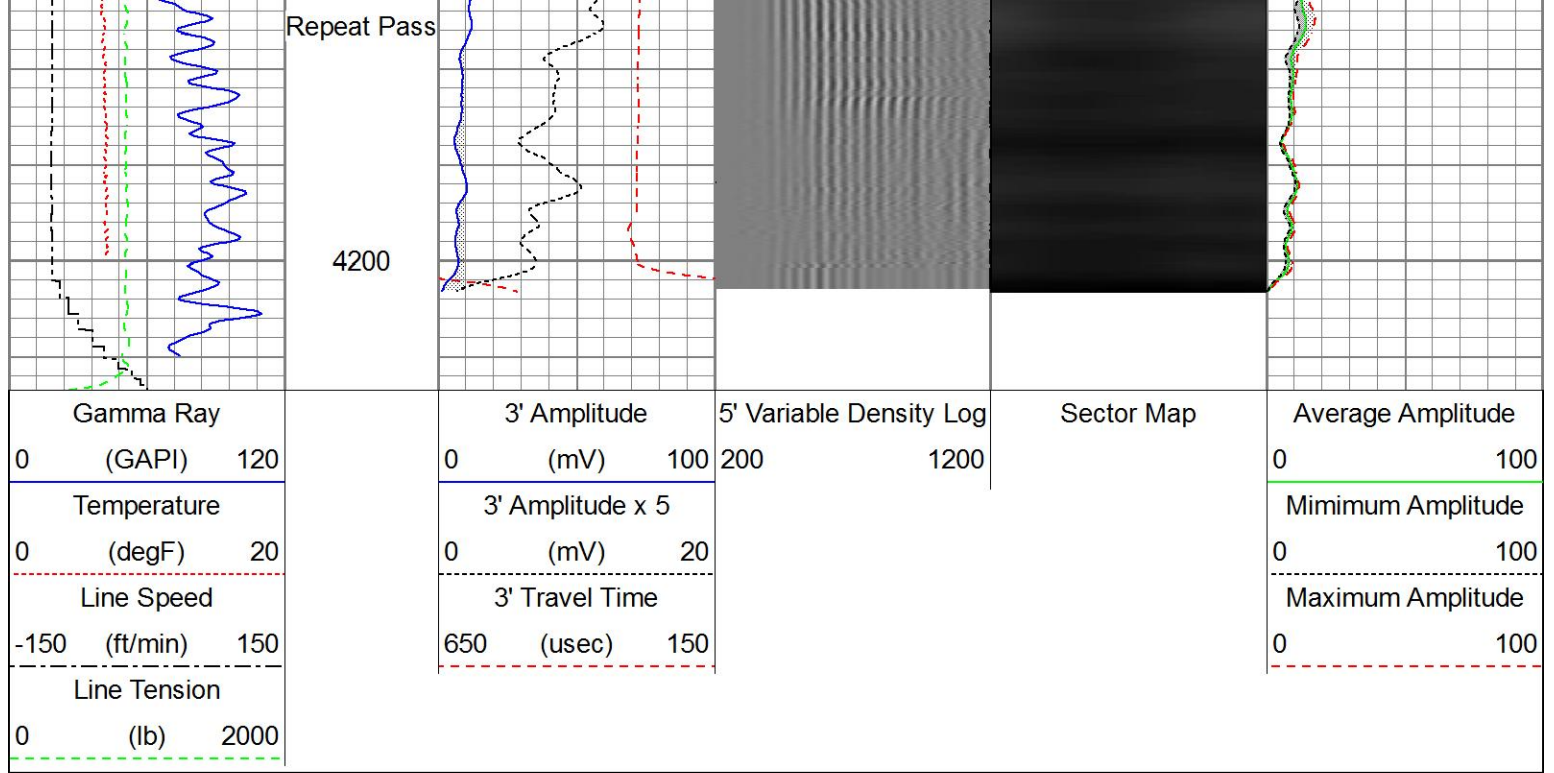 Repeat Pass
4200
Gamma Ray
0 (GAPI) 120
Temperature
0 (degF) 20
Line Speed
-150 (ft/min) 150
Line Tension
0 (lb) 2000
3' Amplitude
0 (mV) 100
3' Amplitude x 5
0 (mV) 20
3' Travel Time
650 (usec) 150
5' Variable Density Log
200 1200
Sector Map
Average Amplitude
0 100
Mimimum Amplitude
0 100
Maximum Amplitude
0 100